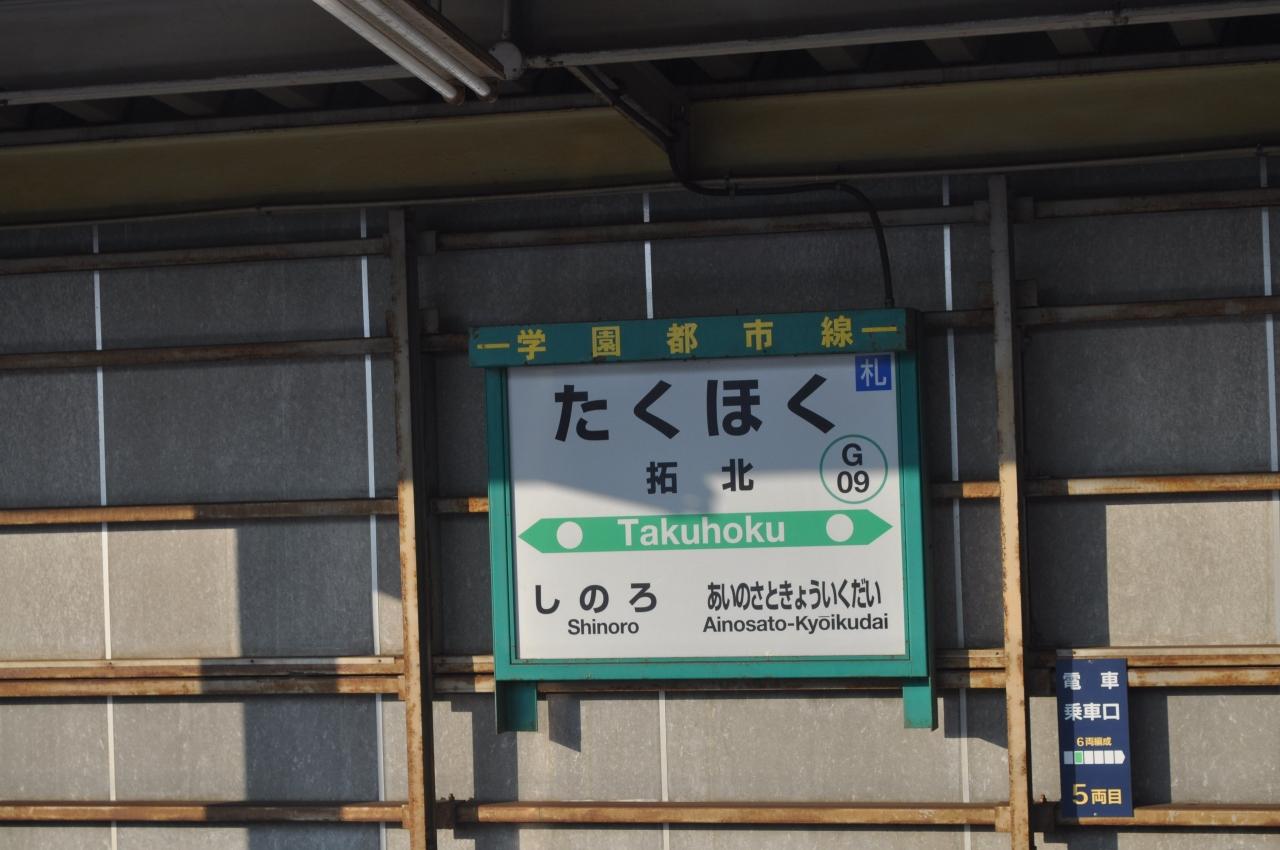 学園都市線
札
たくほく
拓北
G
09
Takuhoku
しのろ
Shinoro
あいのさときょういくだい
Ainosato-Kyōikudai
電車
乗車口
6両編成
5両目